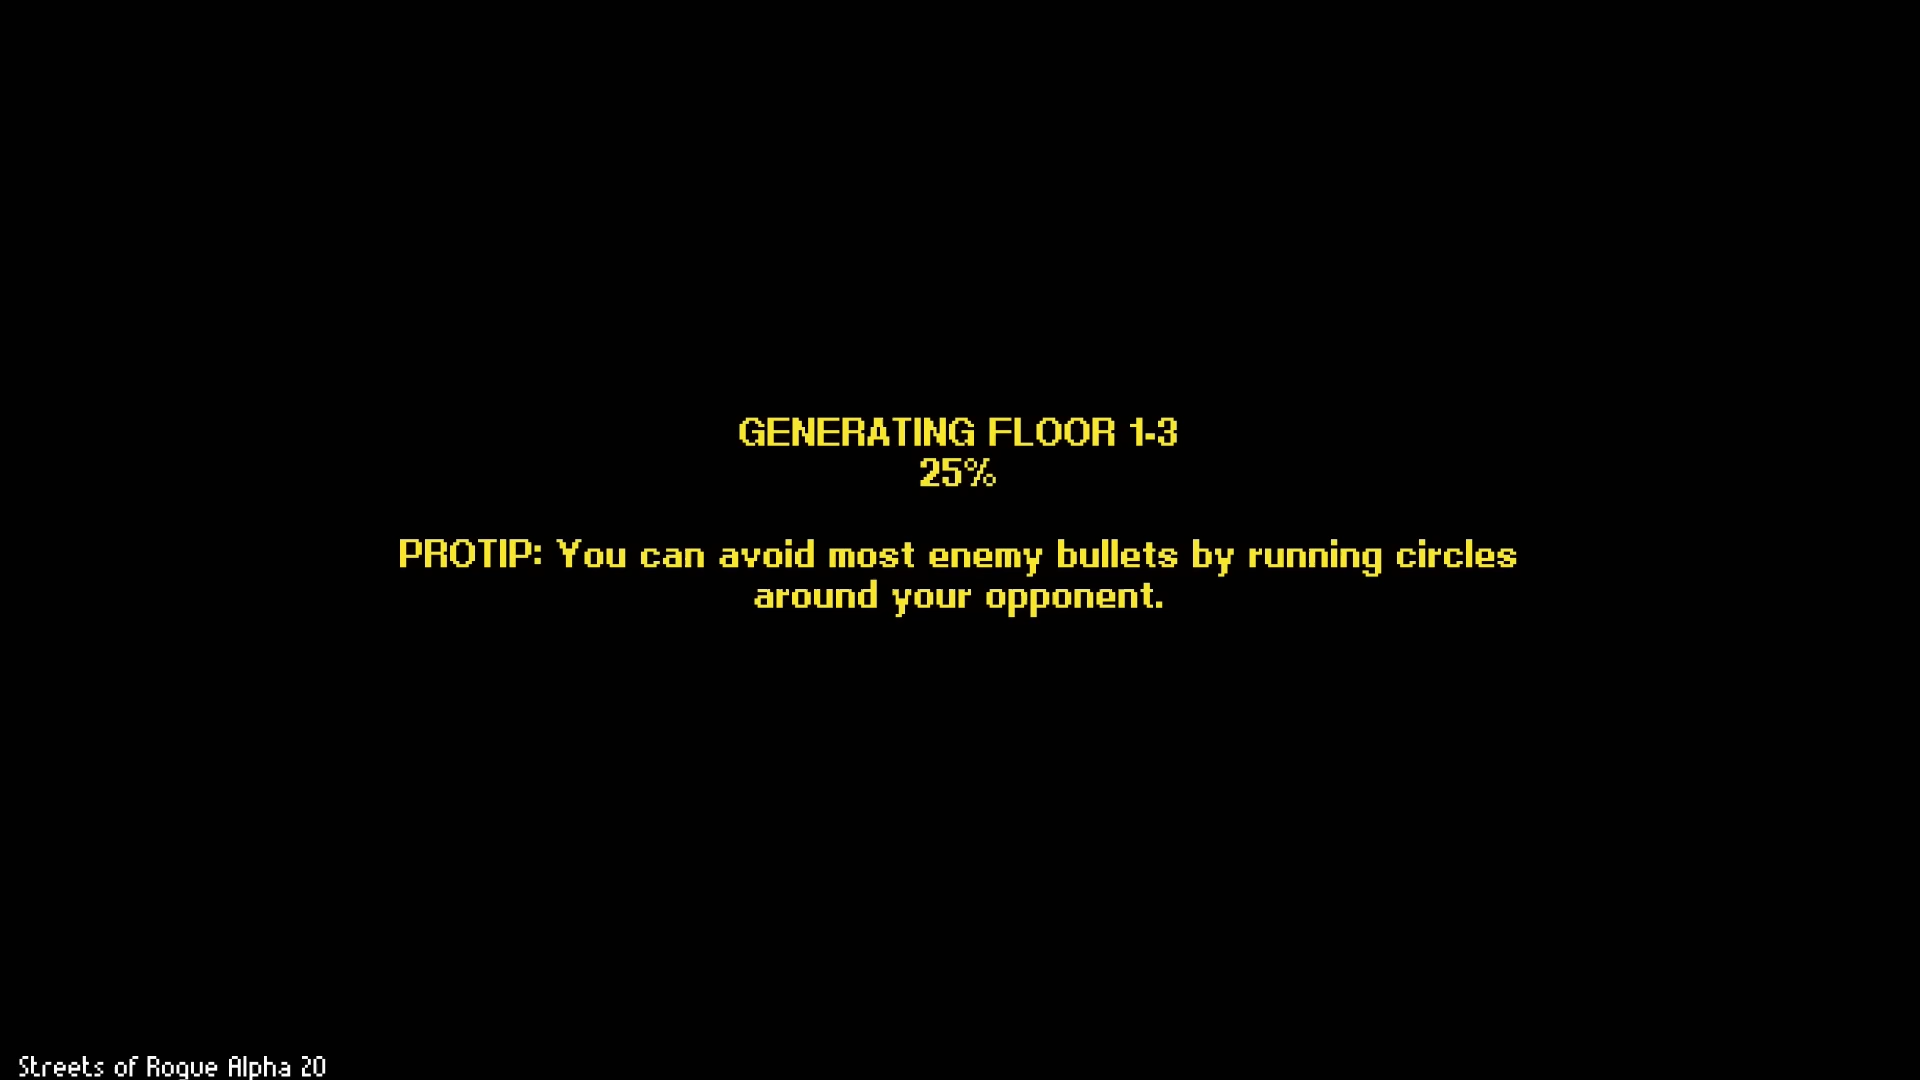 GENERATING FLOOR 1-3
25%
PROTIP: You can avoid most enemy bullets by running circles
around your opponent.
Streets of Rogue Alpha 20